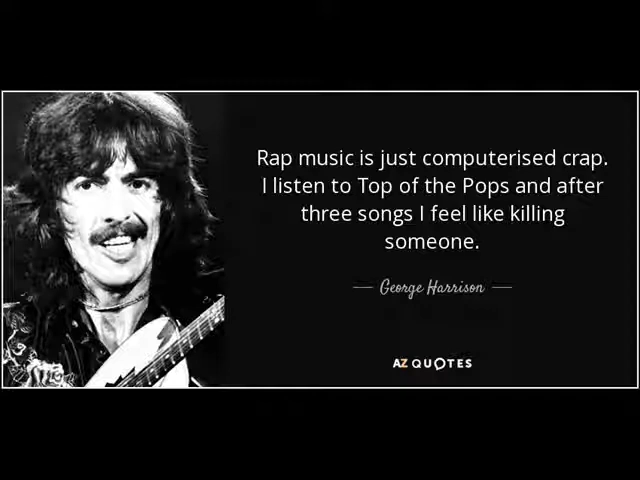 Rap music is just computerised crap.
I listen to Top of the Pops and after
three songs I feel like killing
someone.
George Harrison
AZ QUOTES